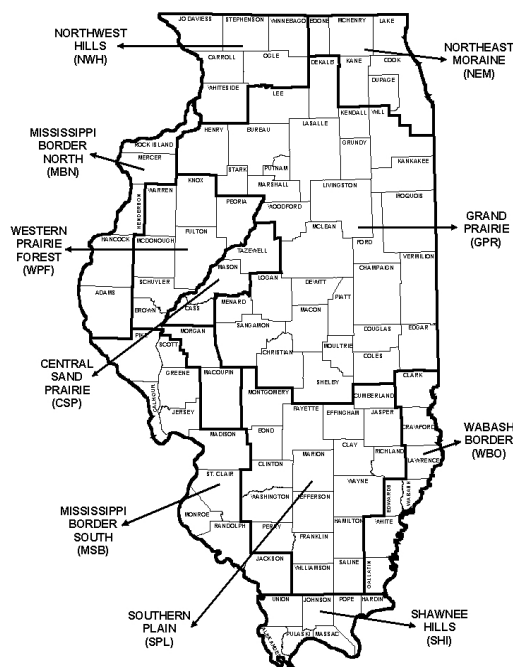 JO DAVIESS
STEPHENSON
WINNEBAGO
BOONE
MCHENRY
LAKE
NORTHWEST
HILLS
(NWH)
NORTHEAST
MORAINE
(NEM)
CARROLL
OGLE
DEKALB
KANE
COOK
DUPAGE
WHITESIDE
LEE
KENDALL
WILL
MISSISSIPPI
BORDER
NORTH
(MBN)
ROCK ISLAND
MERCER
HENRY
BUREAU
LASALLE
GRUNDY
KANKAKEE
STARK
PUTNAM
MARSHALL
KNOX
WARREN
HENDERSON
PEORIA
WOODFORD
LIVINGSTON
IROQUOIS
WESTERN
PRAIRIE
FOREST
(WPF)
HANCOCK
MCDONOUGH
FULTON
TAZEWELL
MCLEAN
FORD
GRAND
PRAIRIE
(GPR)
MASON
LOGAN
CHAMPAIGN
VERMILION
ADAMS
SCHUYLER
BROWN
CASS
MENARD
DEWITT
PIATT
MACON
SANGAMON
CENTRAL
SAND
PRAIRIE
(CSP)
PIKE
MORGAN
SCOTT
CHRISTIAN
MOULTRIE
DOUGLAS
EDGAR
COLES
GREENE
MACOUPIN
SHELBY
CLARK
CUMBERLAND
CALHOUN
JERSEY
MONTGOMERY
FAYETTE
EFFINGHAM
JASPER
CRAWFORD
WABASH
BORDER
(WBO)
MADISON
BOND
CLAY
RICHLAND
LAWRENCE
MARION
ST. CLAIR
CLINTON
WAYNE
EDWARDS
WABASH
MISSISSIPPI
BORDER
SOUTH
(MSB)
WASHINGTON
JEFFERSON
MONROE
RANDOLPH
PERRY
HAMILTON
WHITE
FRANKLIN
JACKSON
WILLIAMSON
SALINE
GALLATIN
SOUTHERN
PLAIN
(SPL)
UNION
JOHNSON
POPE
HARDIN
SHAWNEE
HILLS
(SHI)
ALEXANDER
PULASKI
MASSAC